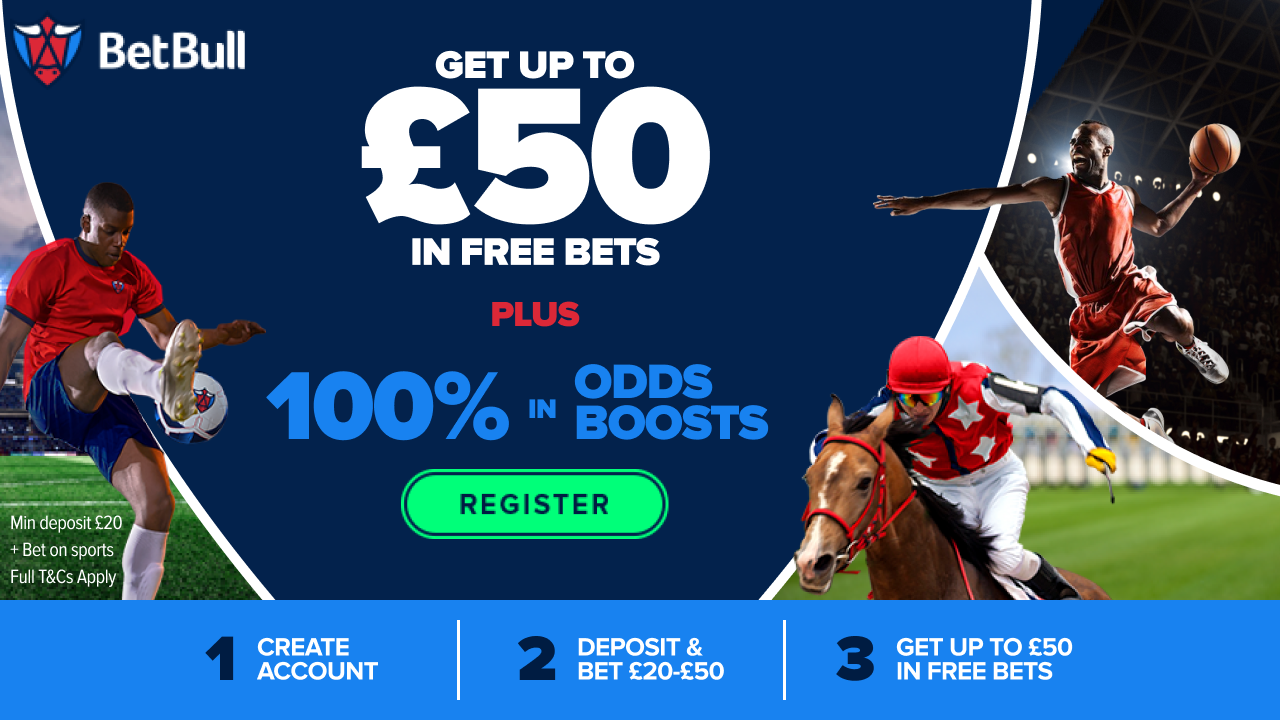 BetBull
GET UP TO
£50
IN FREE BETS
PLUS
100% IN ODDS
BOOSTS
REGISTER
Min deposit £20
+ Bet on sports
Full T&Cs Apply
1 CREATE
ACCOUNT
2 DEPOSIT &
BET £20-£50
3 GET UP TO £50
IN FREE BETS